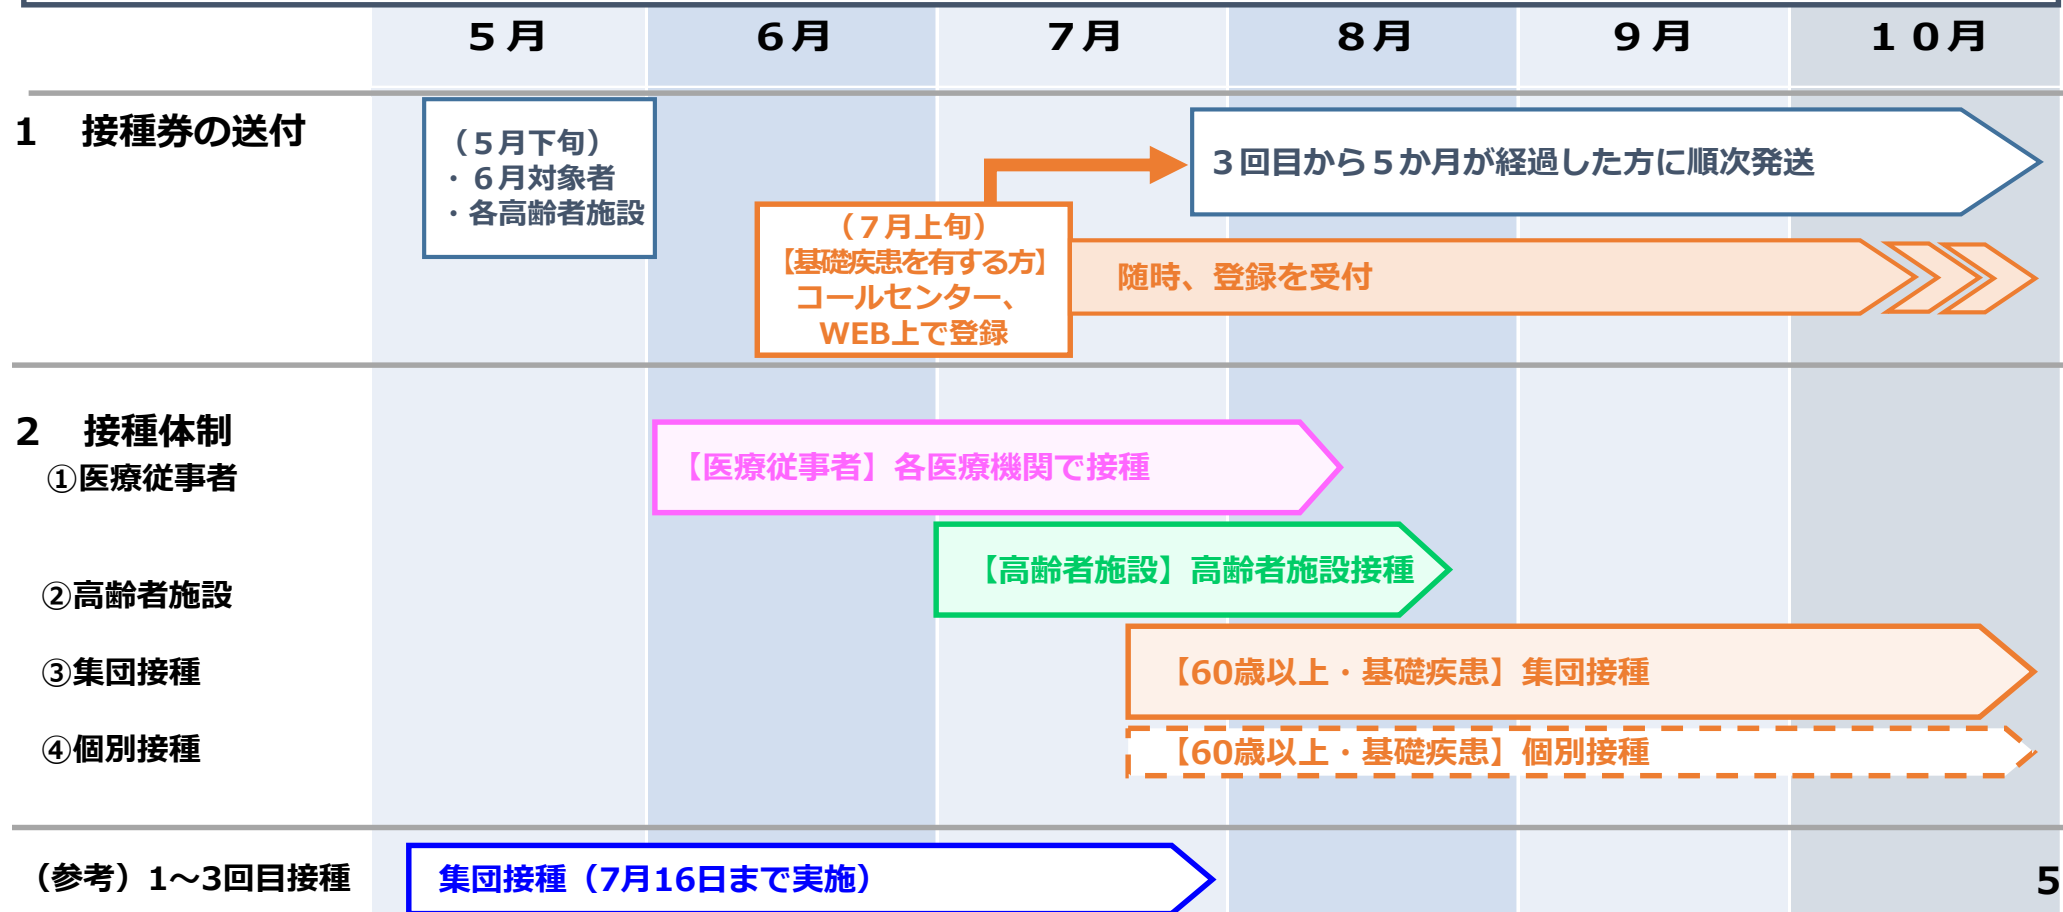 5月
6月
7月
8月
9月
10月
1 接種券の送付
（5月下旬）
・6月対象者
・各高齢者施設
3回目から5か月が経過した方に順次発送
（7月上旬）
【基礎疾患を有する方】
コールセンター、
WEB上で登録
随時、登録を受付
2 接種体制
①医療従事者
【医療従事者】各医療機関で接種
②高齢者施設
【高齢者施設】高齢者施設接種
③集団接種
【60歳以上・基礎疾患】集団接種
④個別接種
【60歳以上・基礎疾患】個別接種
（参考）1～3回目接種
集団接種（7月16日まで実施）
5